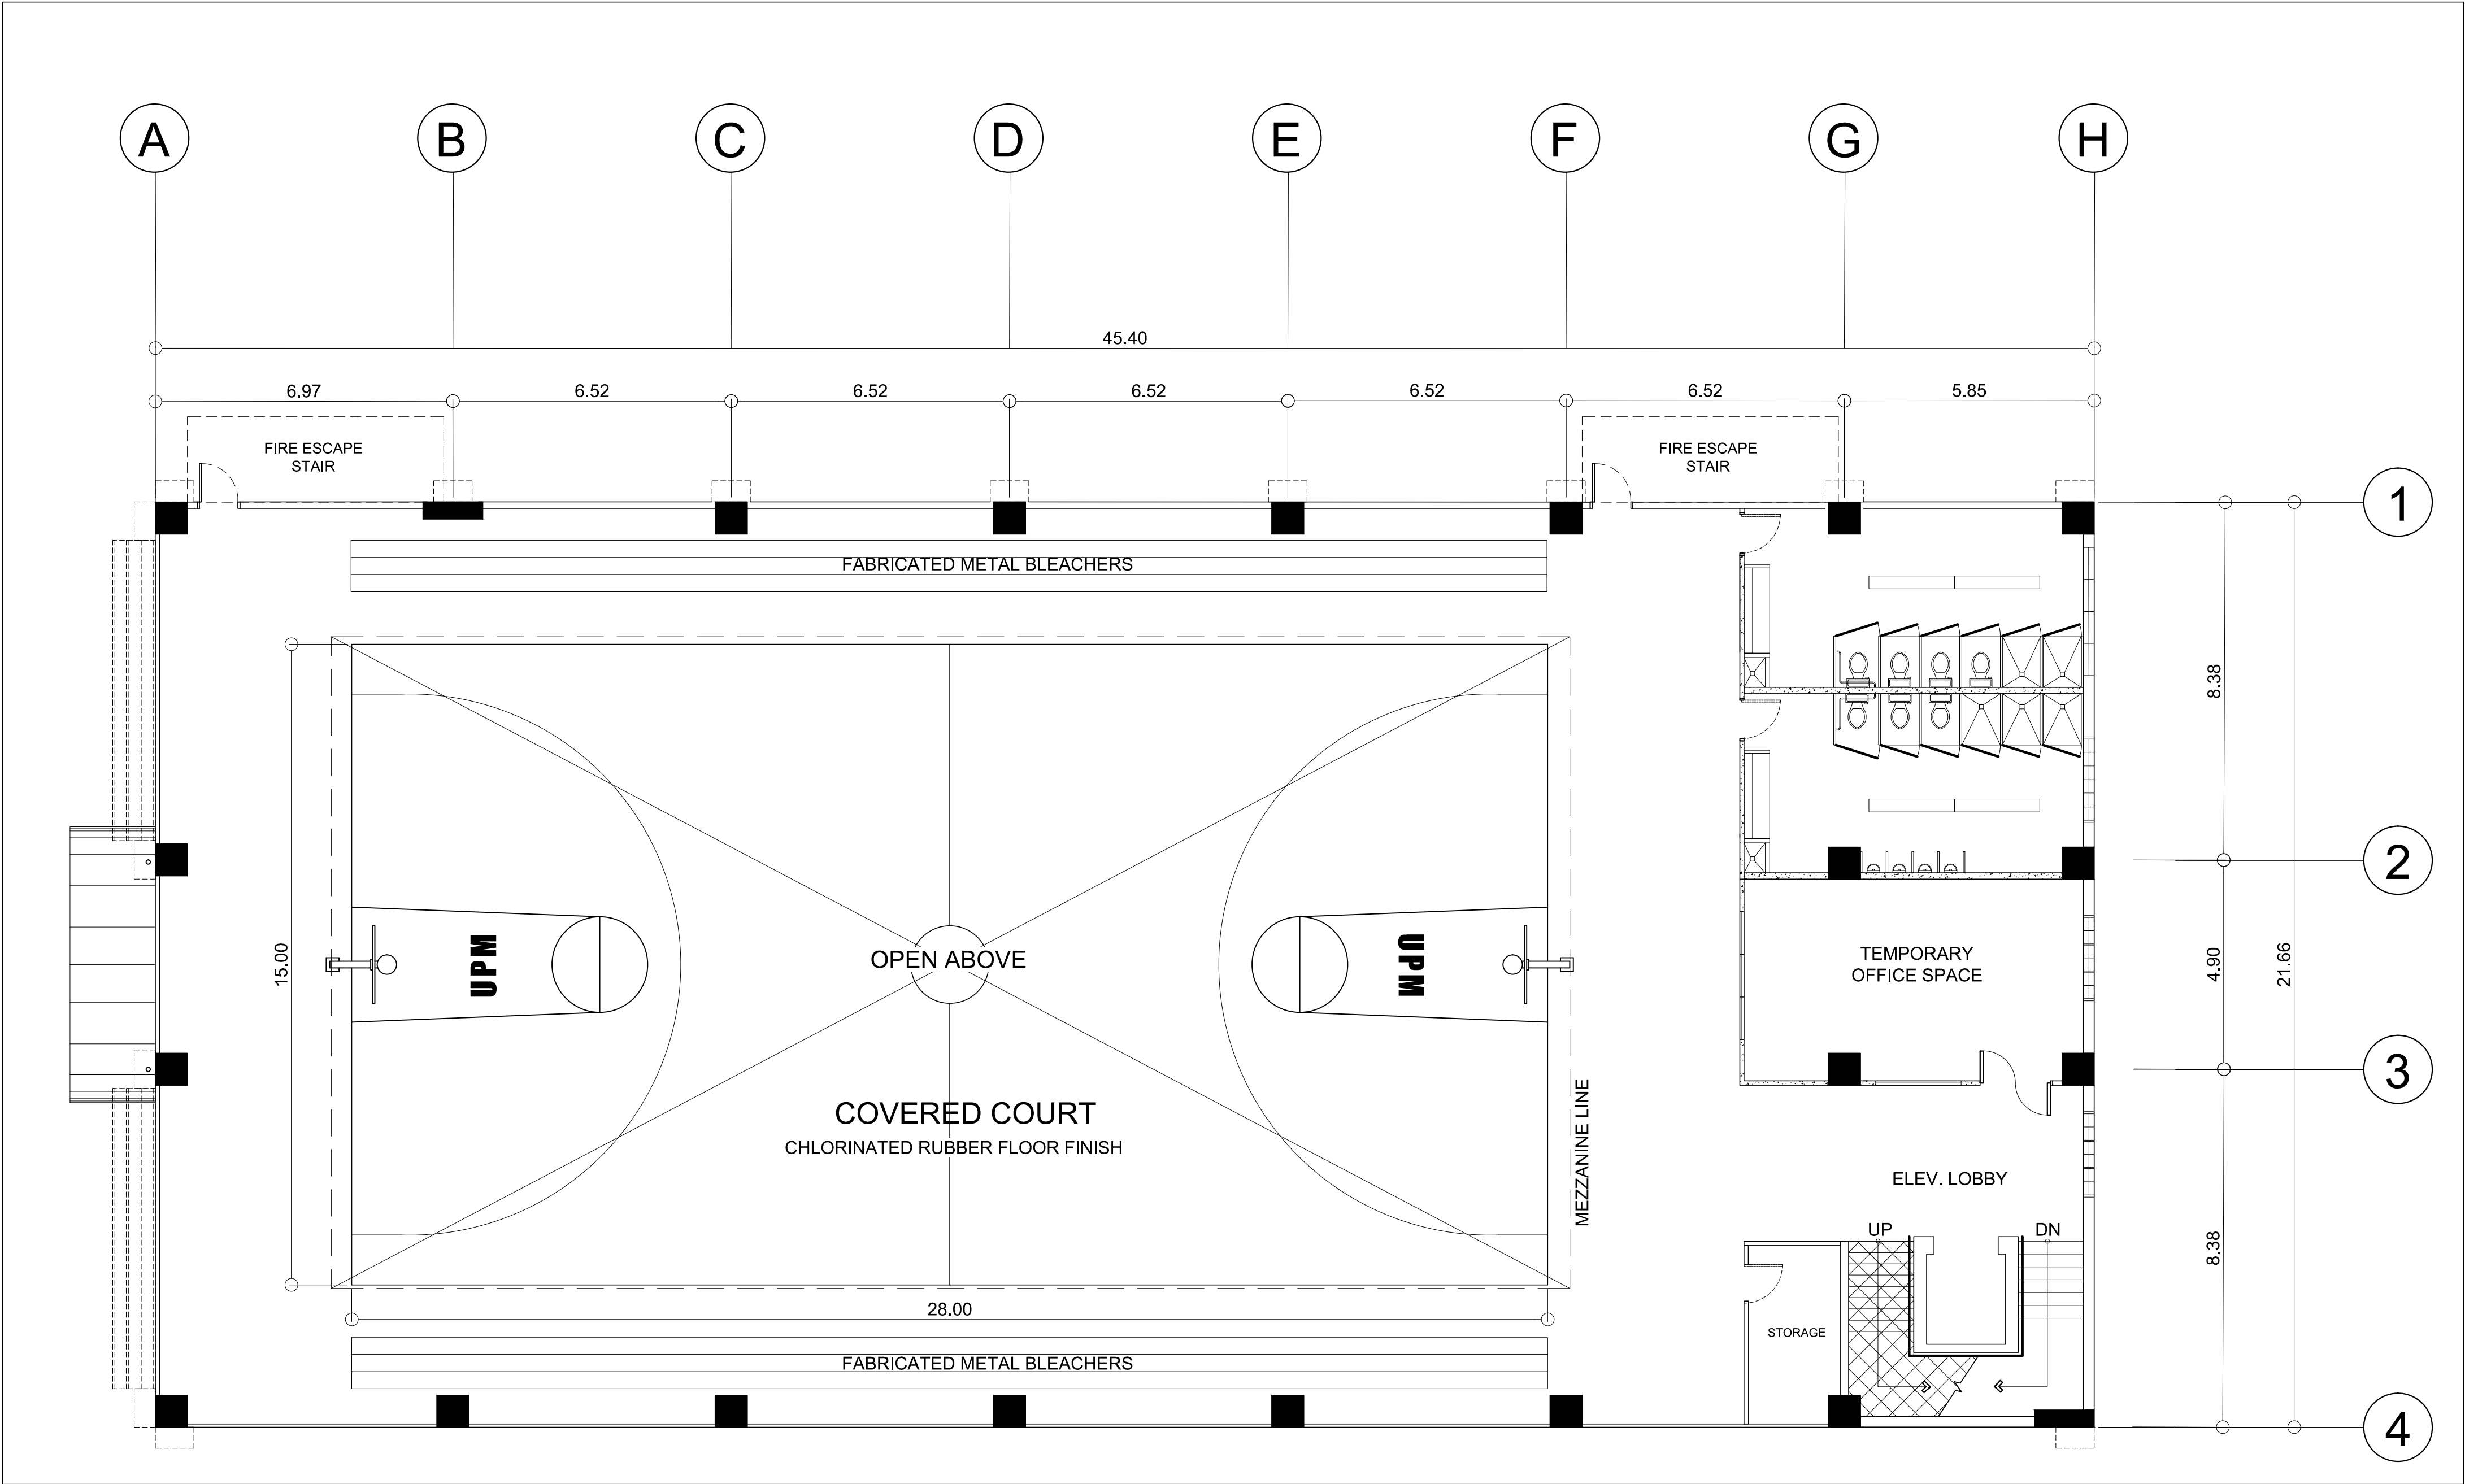 A
B
C
D
E
F
G
H
45.40
6.97
6.52
6.52
6.52
6.52
6.52
5.85
FIRE ESCAPE
STAIR
FIRE ESCAPE
STAIR
1
FABRICATED METAL BLEACHERS
8.38
2
15.00
UPM
OPEN ABOVE
UPM
TEMPORARY
OFFICE SPACE
4.90
21.66
3
COVERED COURT
CHLORINATED RUBBER FLOOR FINISH
MEZZANINE LINE
ELEV. LOBBY
UP
DN
8.38
28.00
STORAGE
FABRICATED METAL BLEACHERS
4